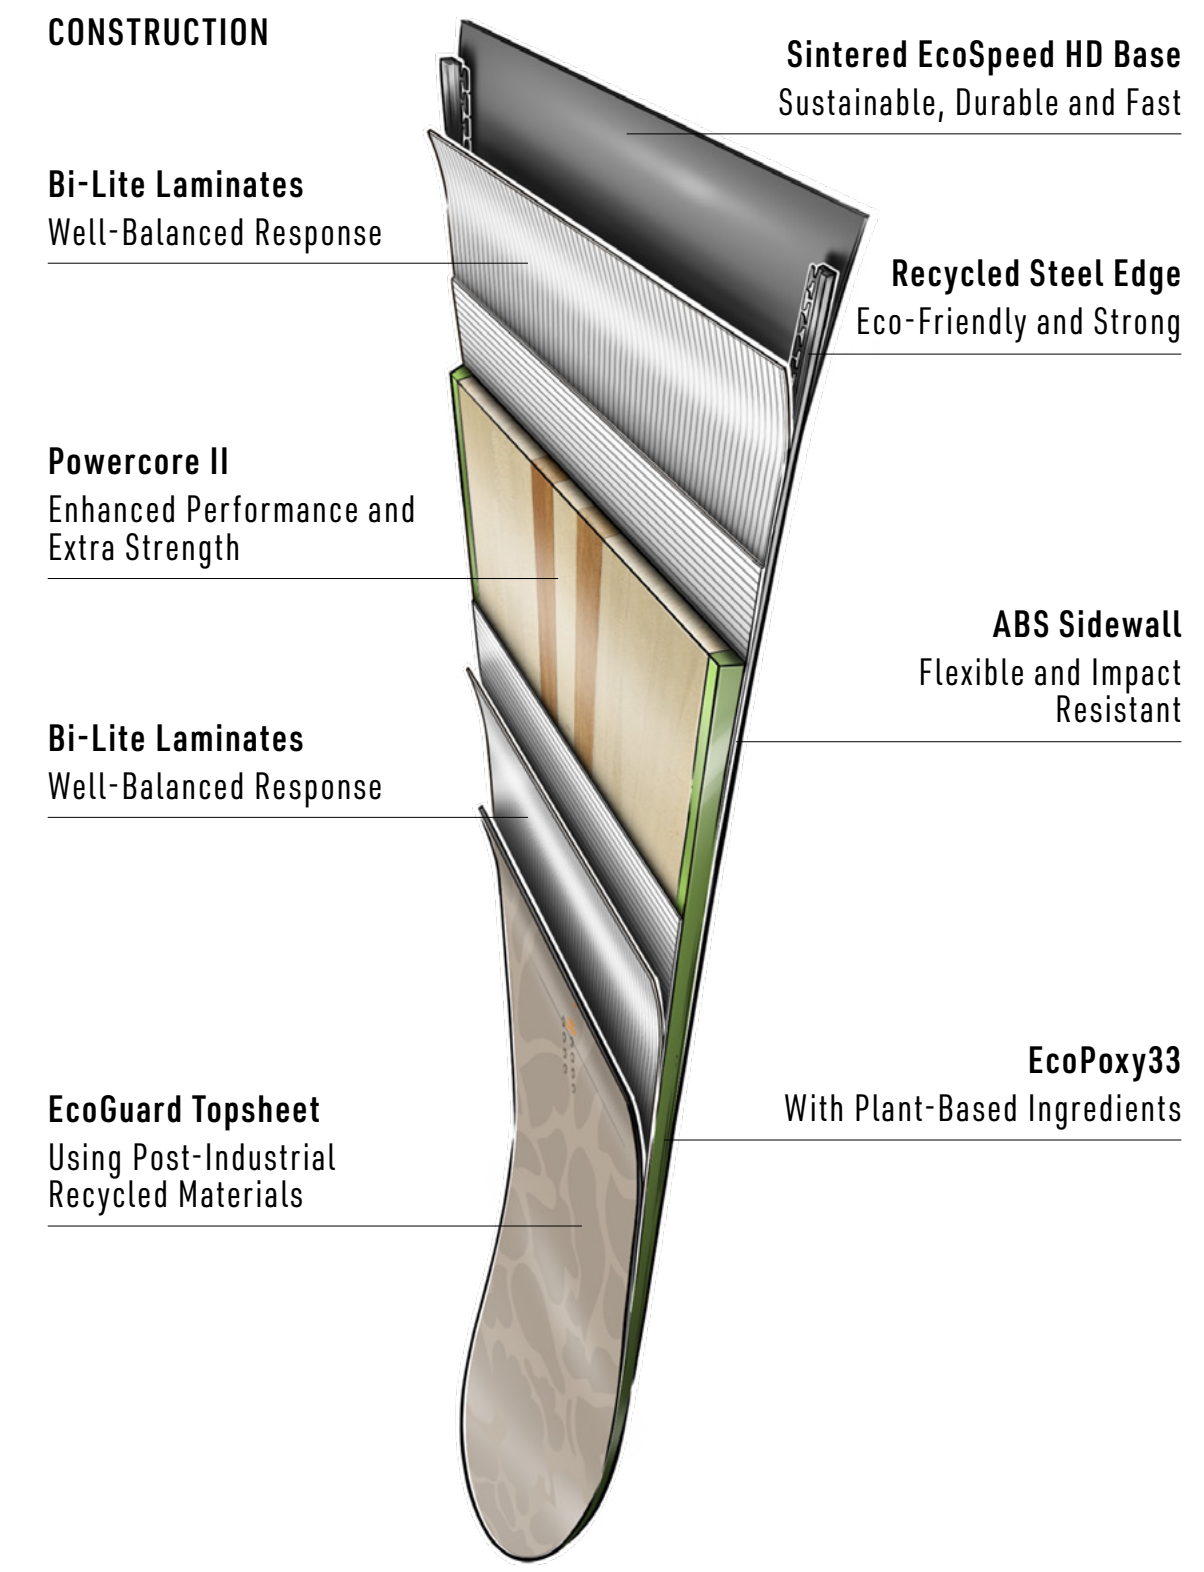 CONSTRUCTION
Sintered EcoSpeed HD Base
Sustainable, Durable and Fast
Bi-Lite Laminates
Well-Balanced Response
Recycled Steel Edge
Eco-Friendly and Strong
Powercore II
Enhanced Performance and
Extra Strength
ABS Sidewall
Flexible and Impact
Resistant
Bi-Lite Laminates
Well-Balanced Response
EcoPoxy33
With Plant-Based Ingredients
EcoGuard Topsheet
Using Post-Industrial
Recycled Materials